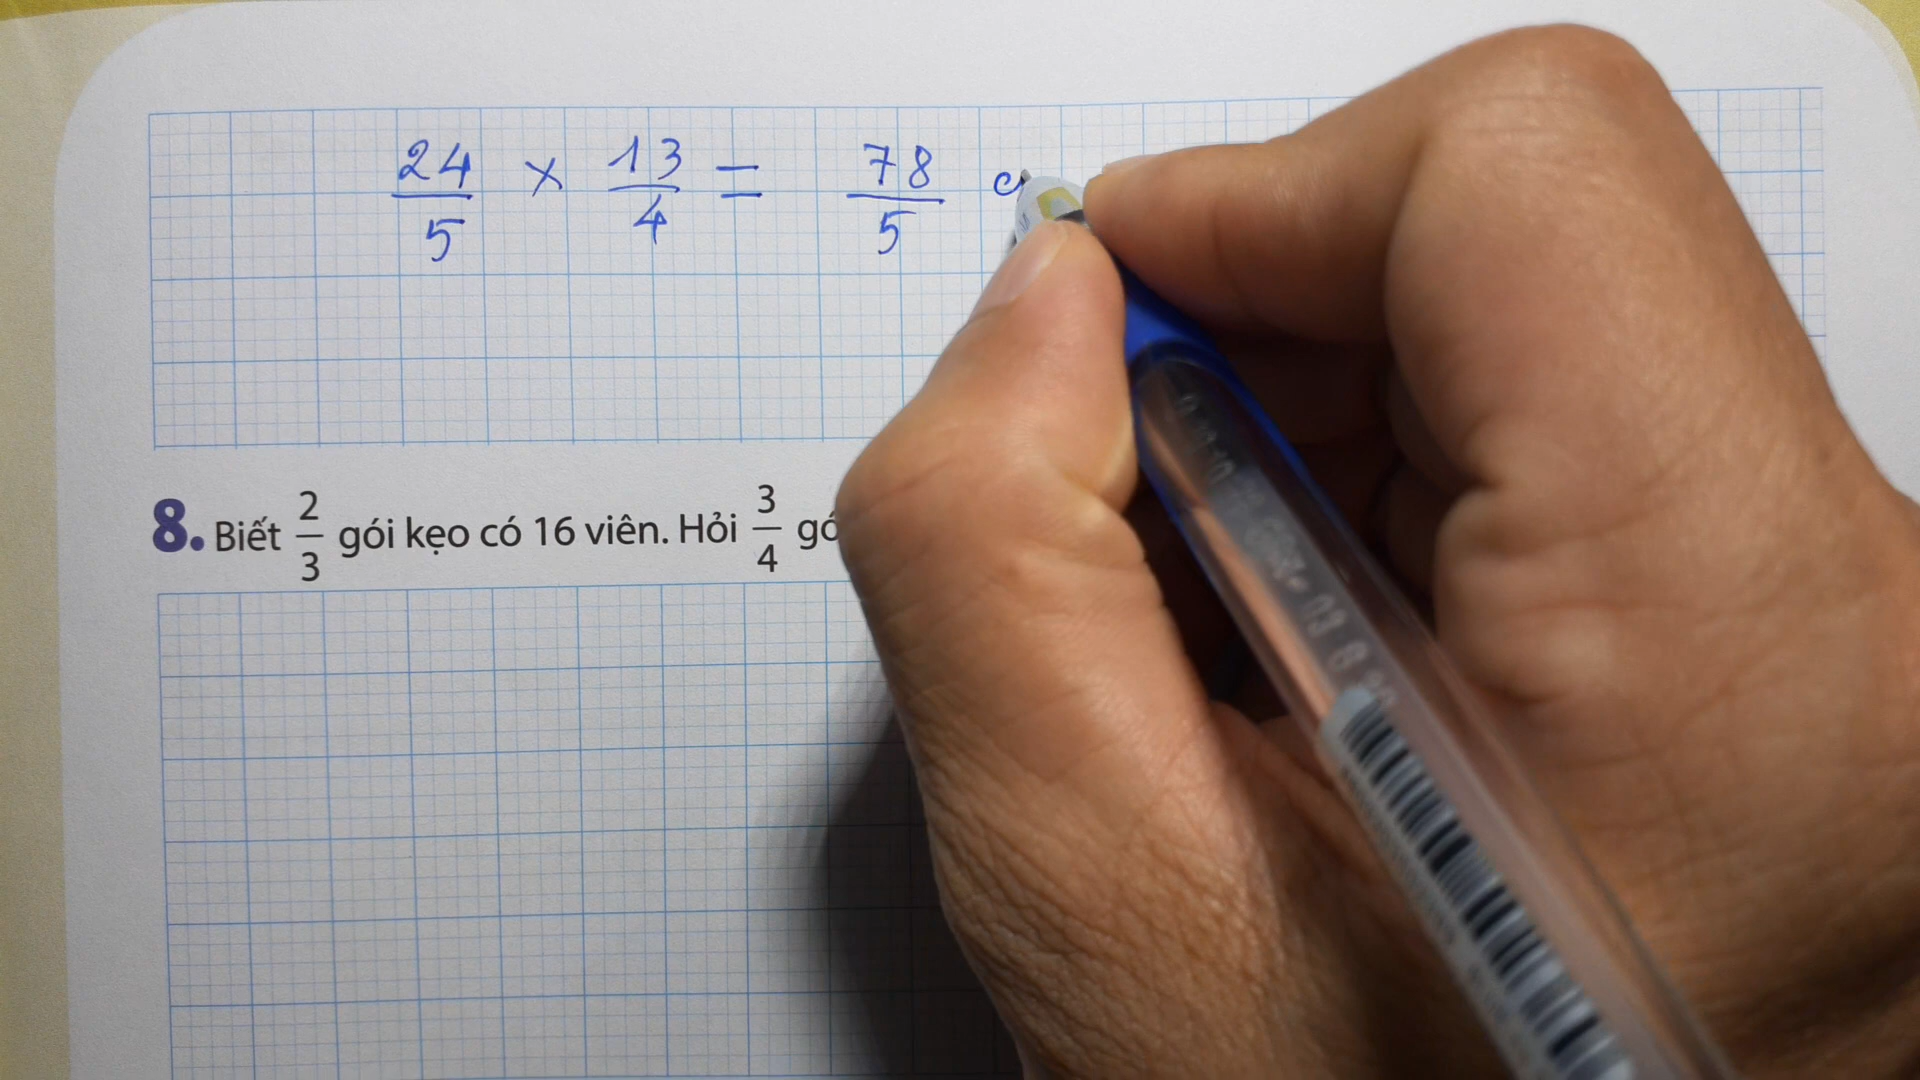 24/5 × 13/4 = 78/5 c
8. Biết 2/3 gói kẹo có 16 viên. Hỏi 3/4 gó